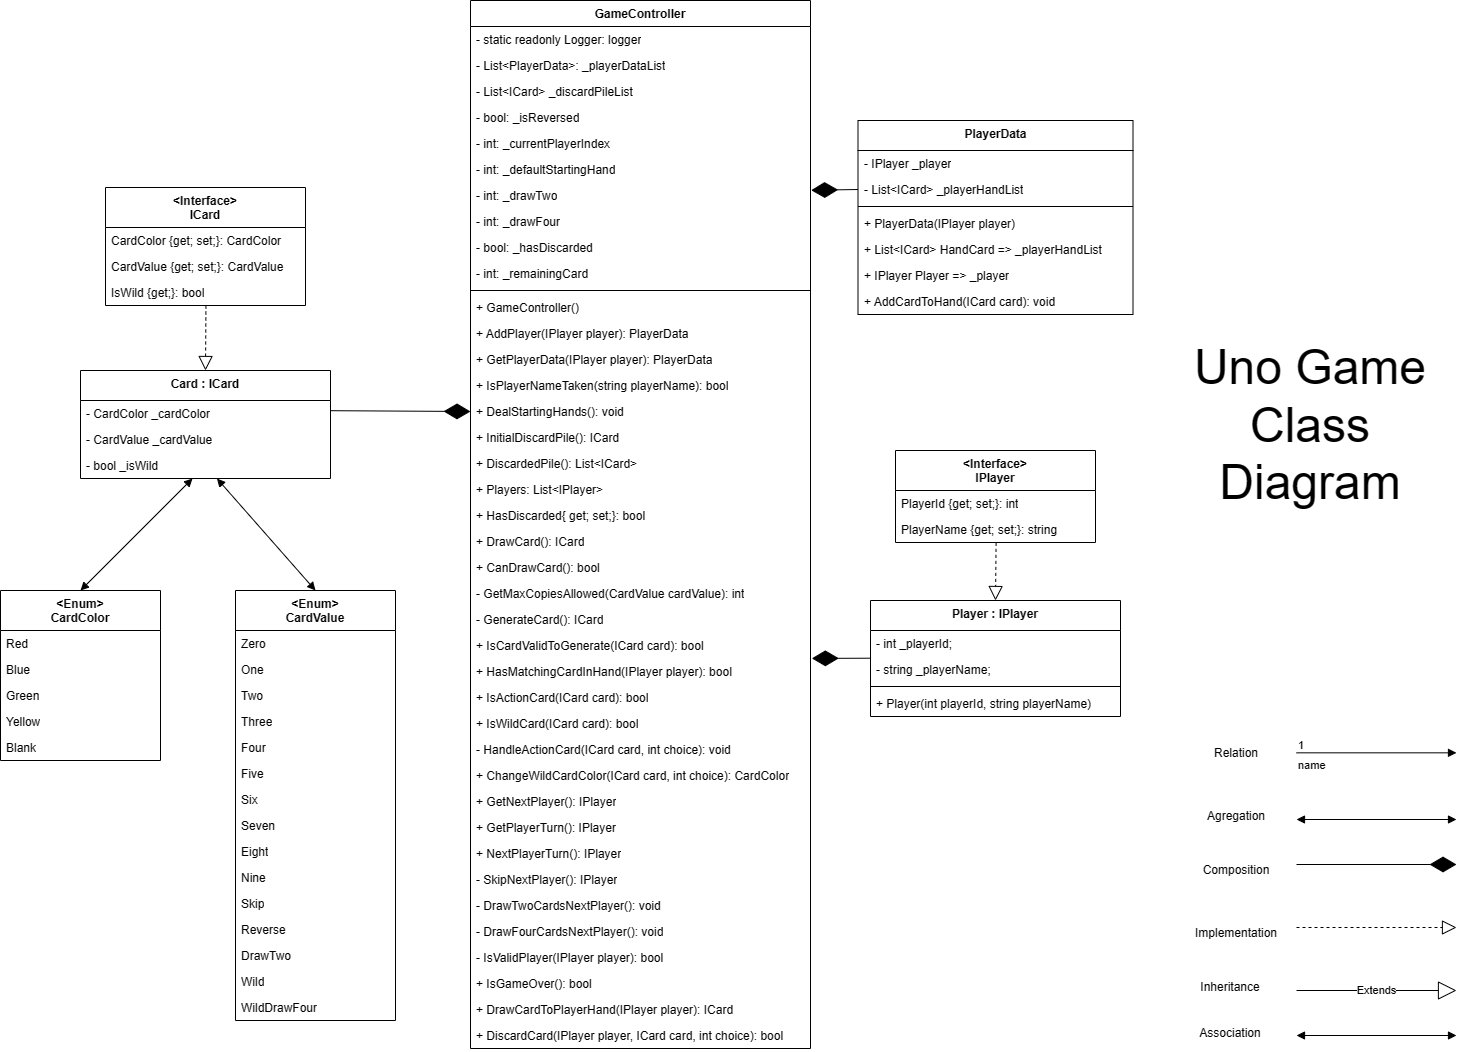 GameController
- static readonly Logger: logger
- List<PlayerData>: _playerDataList
- List<ICard> _discardPileList
- bool: _isReversed
- int: _currentPlayerIndex
- int: _defaultStartingHand
- int: _drawTwo
- int: _drawFour
- bool: _hasDiscarded
- int: _remainingCard
+ GameController()
+ AddPlayer(IPlayer player): PlayerData
+ GetPlayerData(IPlayer player): PlayerData
+ IsPlayerNameTaken(string playerName): bool
+ DealStartingHands(): void
+ InitialDiscardPile(): ICard
+ DiscardedPile(): List<ICard>
+ Players: List<IPlayer>
+ HasDiscarded{ get; set;}: bool
+ DrawCard(): ICard
+ CanDrawCard(): bool
- GetMaxCopiesAllowed(CardValue cardValue): int
- GenerateCard(): ICard
+ IsCardValidToGenerate(ICard card): bool
+ HasMatchingCardInHand(IPlayer player): bool
+ IsActionCard(ICard card): bool
+ IsWildCard(ICard card): bool
- HandleActionCard(ICard card, int choice): void
+ ChangeWildCardColor(ICard card, int choice): CardColor
+ GetNextPlayer(): IPlayer
+ GetPlayerTurn(): IPlayer
+ NextPlayerTurn(): IPlayer
- SkipNextPlayer(): IPlayer
- DrawTwoCardsNextPlayer(): void
- DrawFourCardsNextPlayer(): void
- IsValidPlayer(IPlayer player): bool
+ IsGameOver(): bool
+ DrawCardToPlayerHand(IPlayer player): ICard
+ DiscardCard(IPlayer player, ICard card, int choice): bool
<Interface>
ICard
CardColor {get; set;}: CardColor
CardValue {get; set;}: CardValue
IsWild {get;}: bool
Card : ICard
- CardColor _cardColor
- CardValue _cardValue
- bool _isWild
<Enum>
CardColor
Red
Blue
Green
Yellow
Blank
<Enum>
CardValue
Zero
One
Two
Three
Four
Five
Six
Seven
Eight
Nine
Skip
Reverse
DrawTwo
Wild
WildDrawFour
PlayerData
- IPlayer _player
- List<ICard> _playerHandList
+ PlayerData(IPlayer player)
+ List<ICard> HandCard => _playerHandList
+ IPlayer Player => _player
+ AddCardToHand(ICard card): void
<Interface>
IPlayer
PlayerId {get; set;}: int
PlayerName {get; set;}: string
Player : IPlayer
- int _playerId;
- string _playerName;
+ Player(int playerId, string playerName)
Uno Game
Class
Diagram
Relation
1
name
Agregation
Composition
Implementation
Inheritance
Extends
Association